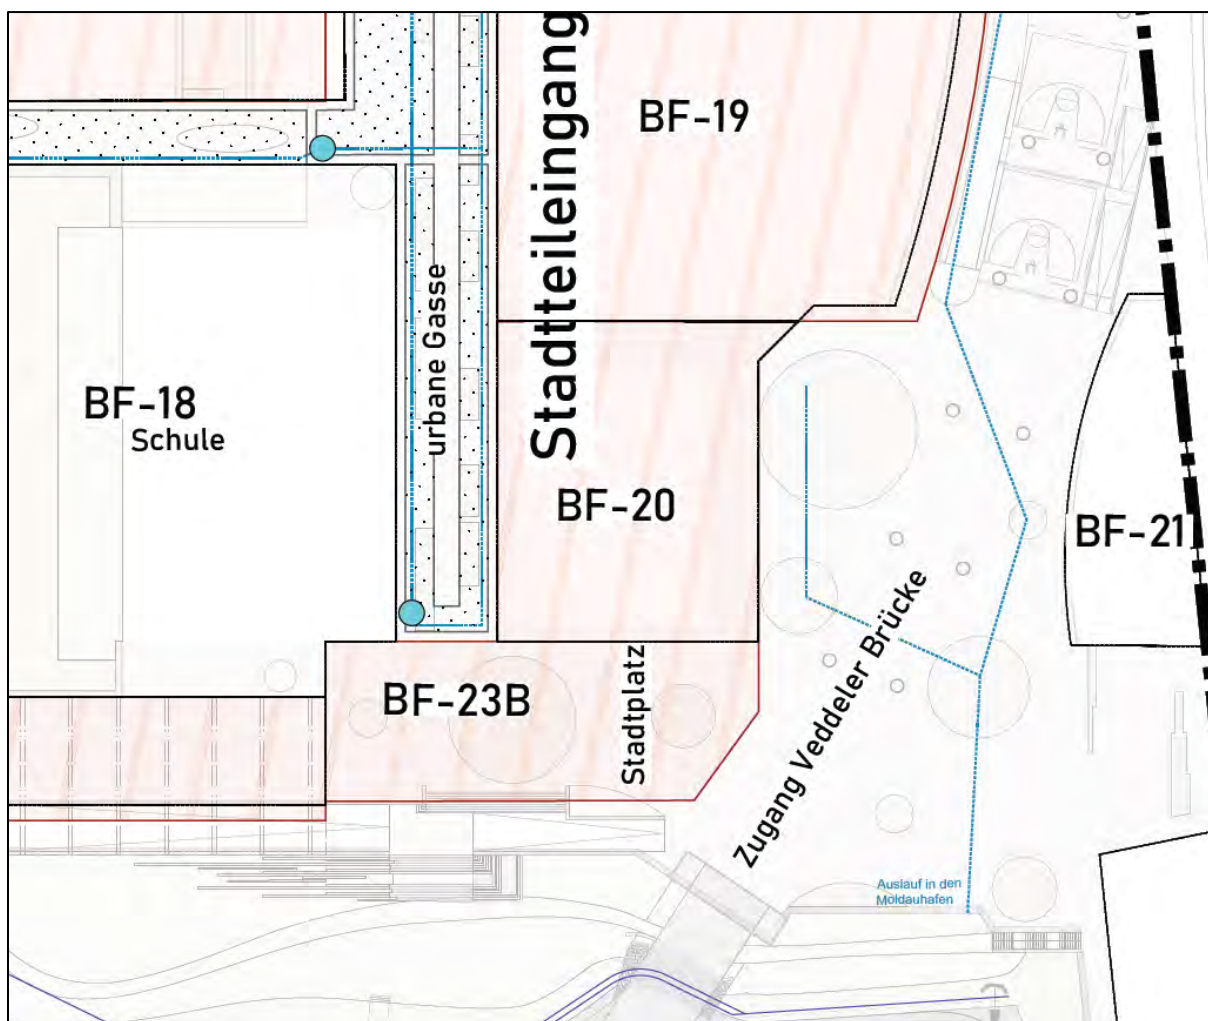 Stadtteileingang
BF-19
urbane Gasse
BF-18
Schule
BF-20
BF-21
Zugang Veddeler Brücke
BF-23B
Stadtplatz
Auslauf in den
Moldauhafen